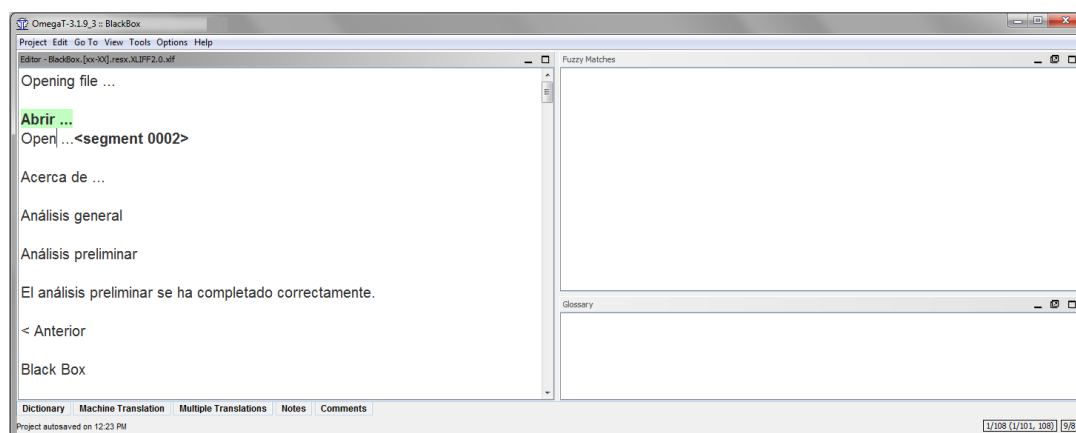 OmegaT-3.1.9_3 :: BlackBox
Project Edit Go To View Tools Options Help
Editor - BlackBox.[xx-XX].resx.XLIFF2.0.xlf
Opening file ...
Abrir ...
Open ...<segment 0002>
Acerca de ...
Análisis general
Análisis preliminar
El análisis preliminar se ha completado correctamente.
< Anterior
Black Box
Fuzzy Matches
Glossary
Dictionary Machine Translation Multiple Translations Notes Comments
Project autosaved on 12:23 PM
1/108 (1/101, 108) 9/8